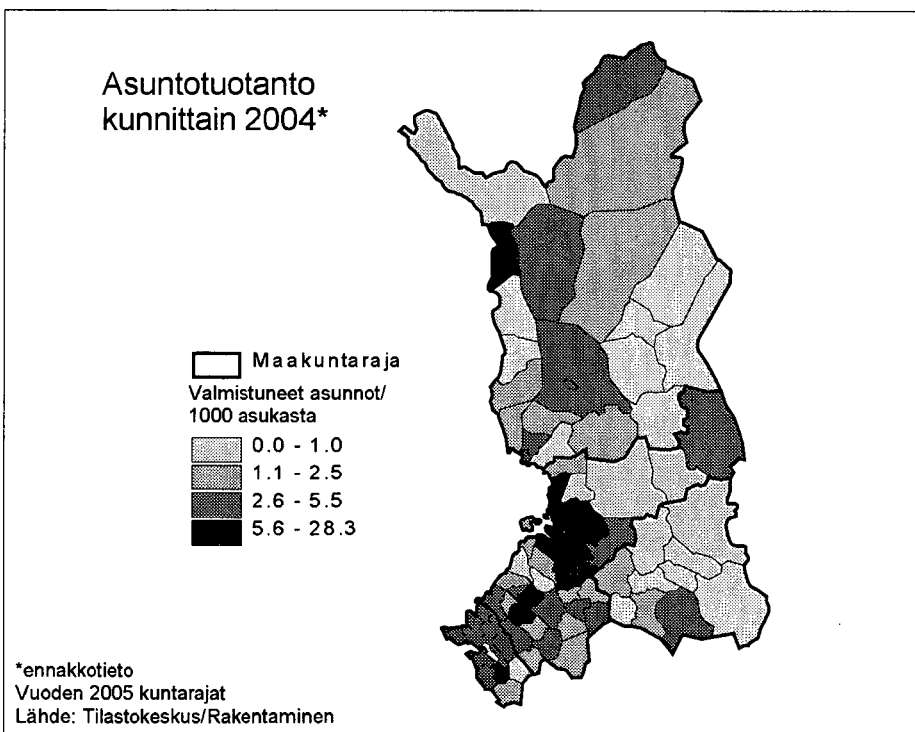 Asuntotuotanto
kunnittain 2004*
Maakuntaraja
Valmistuneet asunnot/
1000 asukasta
0.0 - 1.0
1.1 - 2.5
2.6 - 5.5
5.6 - 28.3
*ennakkotieto
Vuoden 2005 kuntarajat
Lähde: Tilastokeskus/Rakentaminen